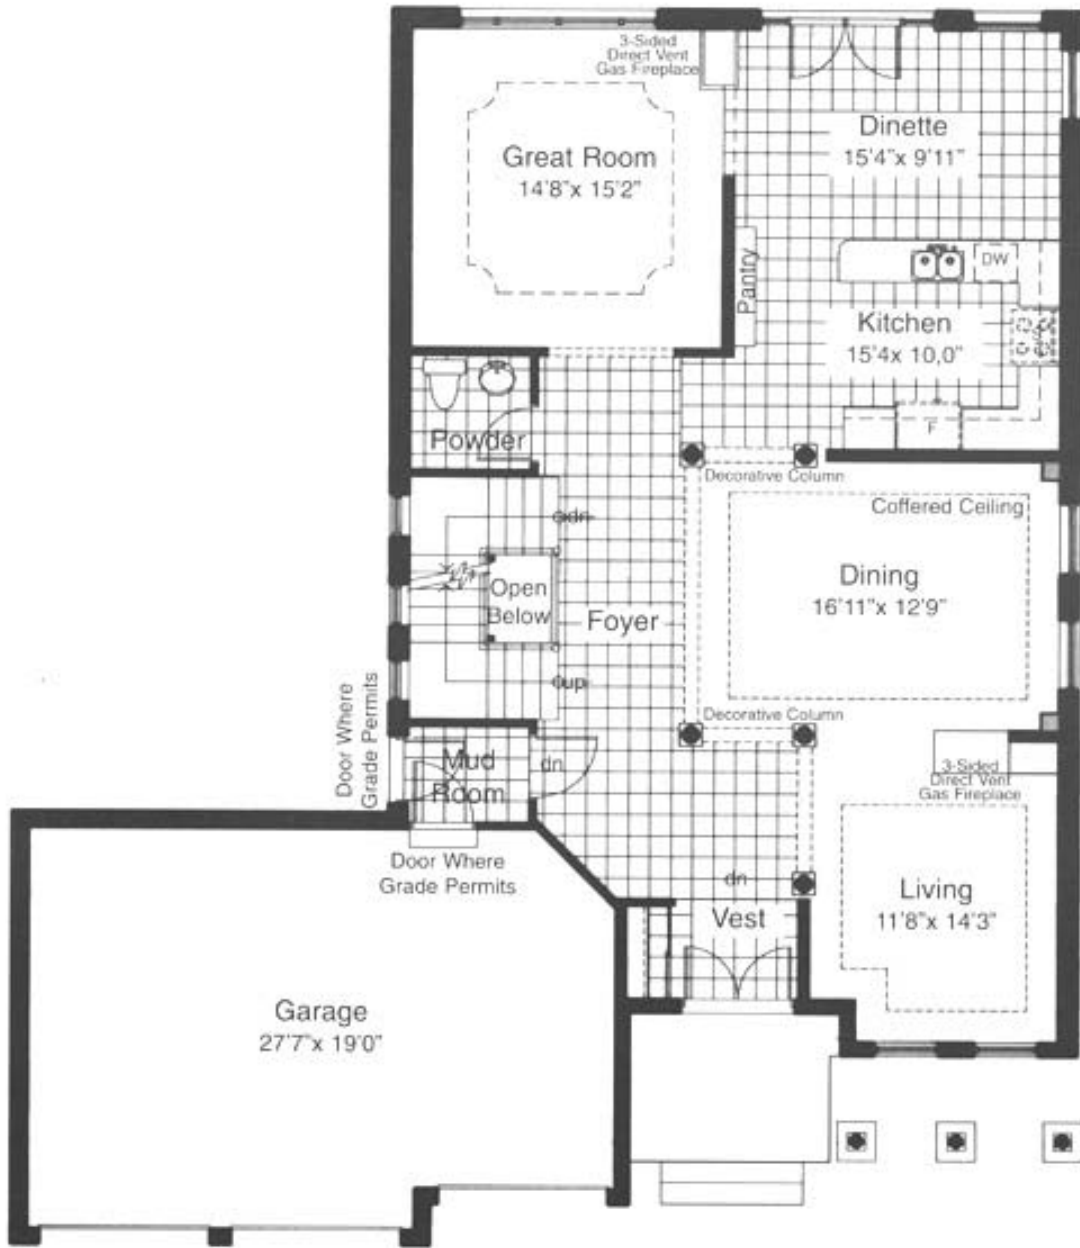 3-Sided
Direct Vent
Gas Fireplace
Dinette
15'4"x 9'11"
Great Room
14'8"x 15'2"
Pantry
DW
Kitchen
15'4x 10,0"
F
Powder
Decorative Column
Coffered Ceiling
dn
Dining
16'11"x 12'9"
Open
Below
Foyer
up
Decorative Column
Door Where
Grade Permits
Mud
Room
dn
3-Sided
Direct Vent
Gas Fireplace
Door Where
Grade Permits
dn
Living
11'8"x 14'3"
Vest
Garage
27'7"x 19'0"